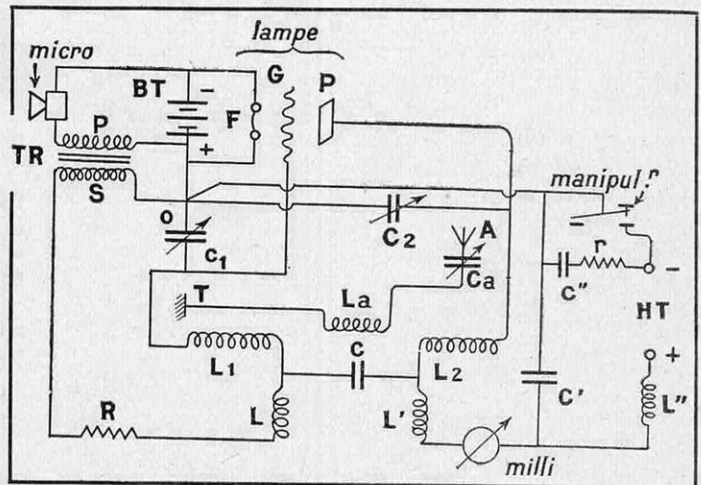 lampe
micro
BT
−
F
G
P
P
+
TR
S
manipul.r
−
O
C1
C2
A
Ca
T
La
C"
r
−
HT
+
L1
C
L2
C'
L"
R
L
L'
milli